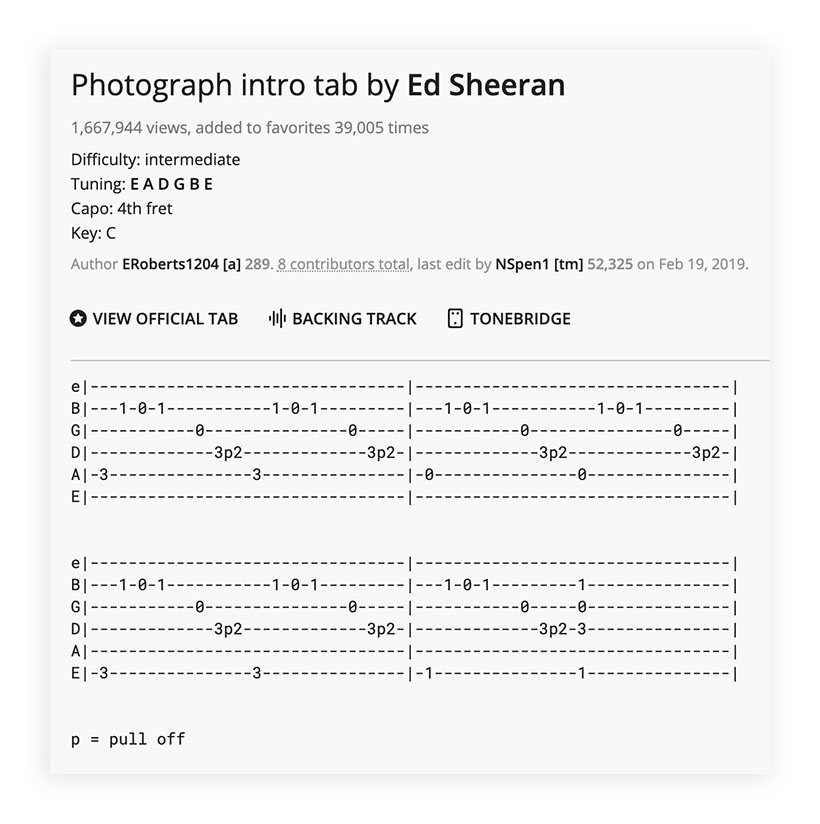 Photograph intro tab by Ed Sheeran
1,667,944 views, added to favorites 39,005 times
Difficulty: intermediate
Tuning: E A D G B E
Capo: 4th fret
Key: C
Author ERoberts1204 [a] 289. 8 contributors total, last edit by NSpen1 [tm] 52,325 on Feb 19, 2019.
VIEW OFFICIAL TAB BACKING TRACK TONEBRIDGE
e|---------------------------------|---------------------------------|
B|---1-0-1-----------1-0-1---------|---1-0-1-----------1-0-1---------|
G|-----------0---------------0-----|-----------0---------------0-----|
D|-------------3p2-------------3p2-|-------------3p2-------------3p2-|
A|-3---------------3---------------|-0---------------0---------------|
E|---------------------------------|---------------------------------|
e|---------------------------------|---------------------------------|
B|---1-0-1-----------1-0-1---------|---1-0-1---------1---------------|
G|-----------0---------------0-----|-----------0-----0---------------|
D|-------------3p2-------------3p2-|-------------3p2-3---------------|
A|---------------------------------|---------------------------------|
E|-3---------------3---------------|-1---------------1---------------|
p = pull off